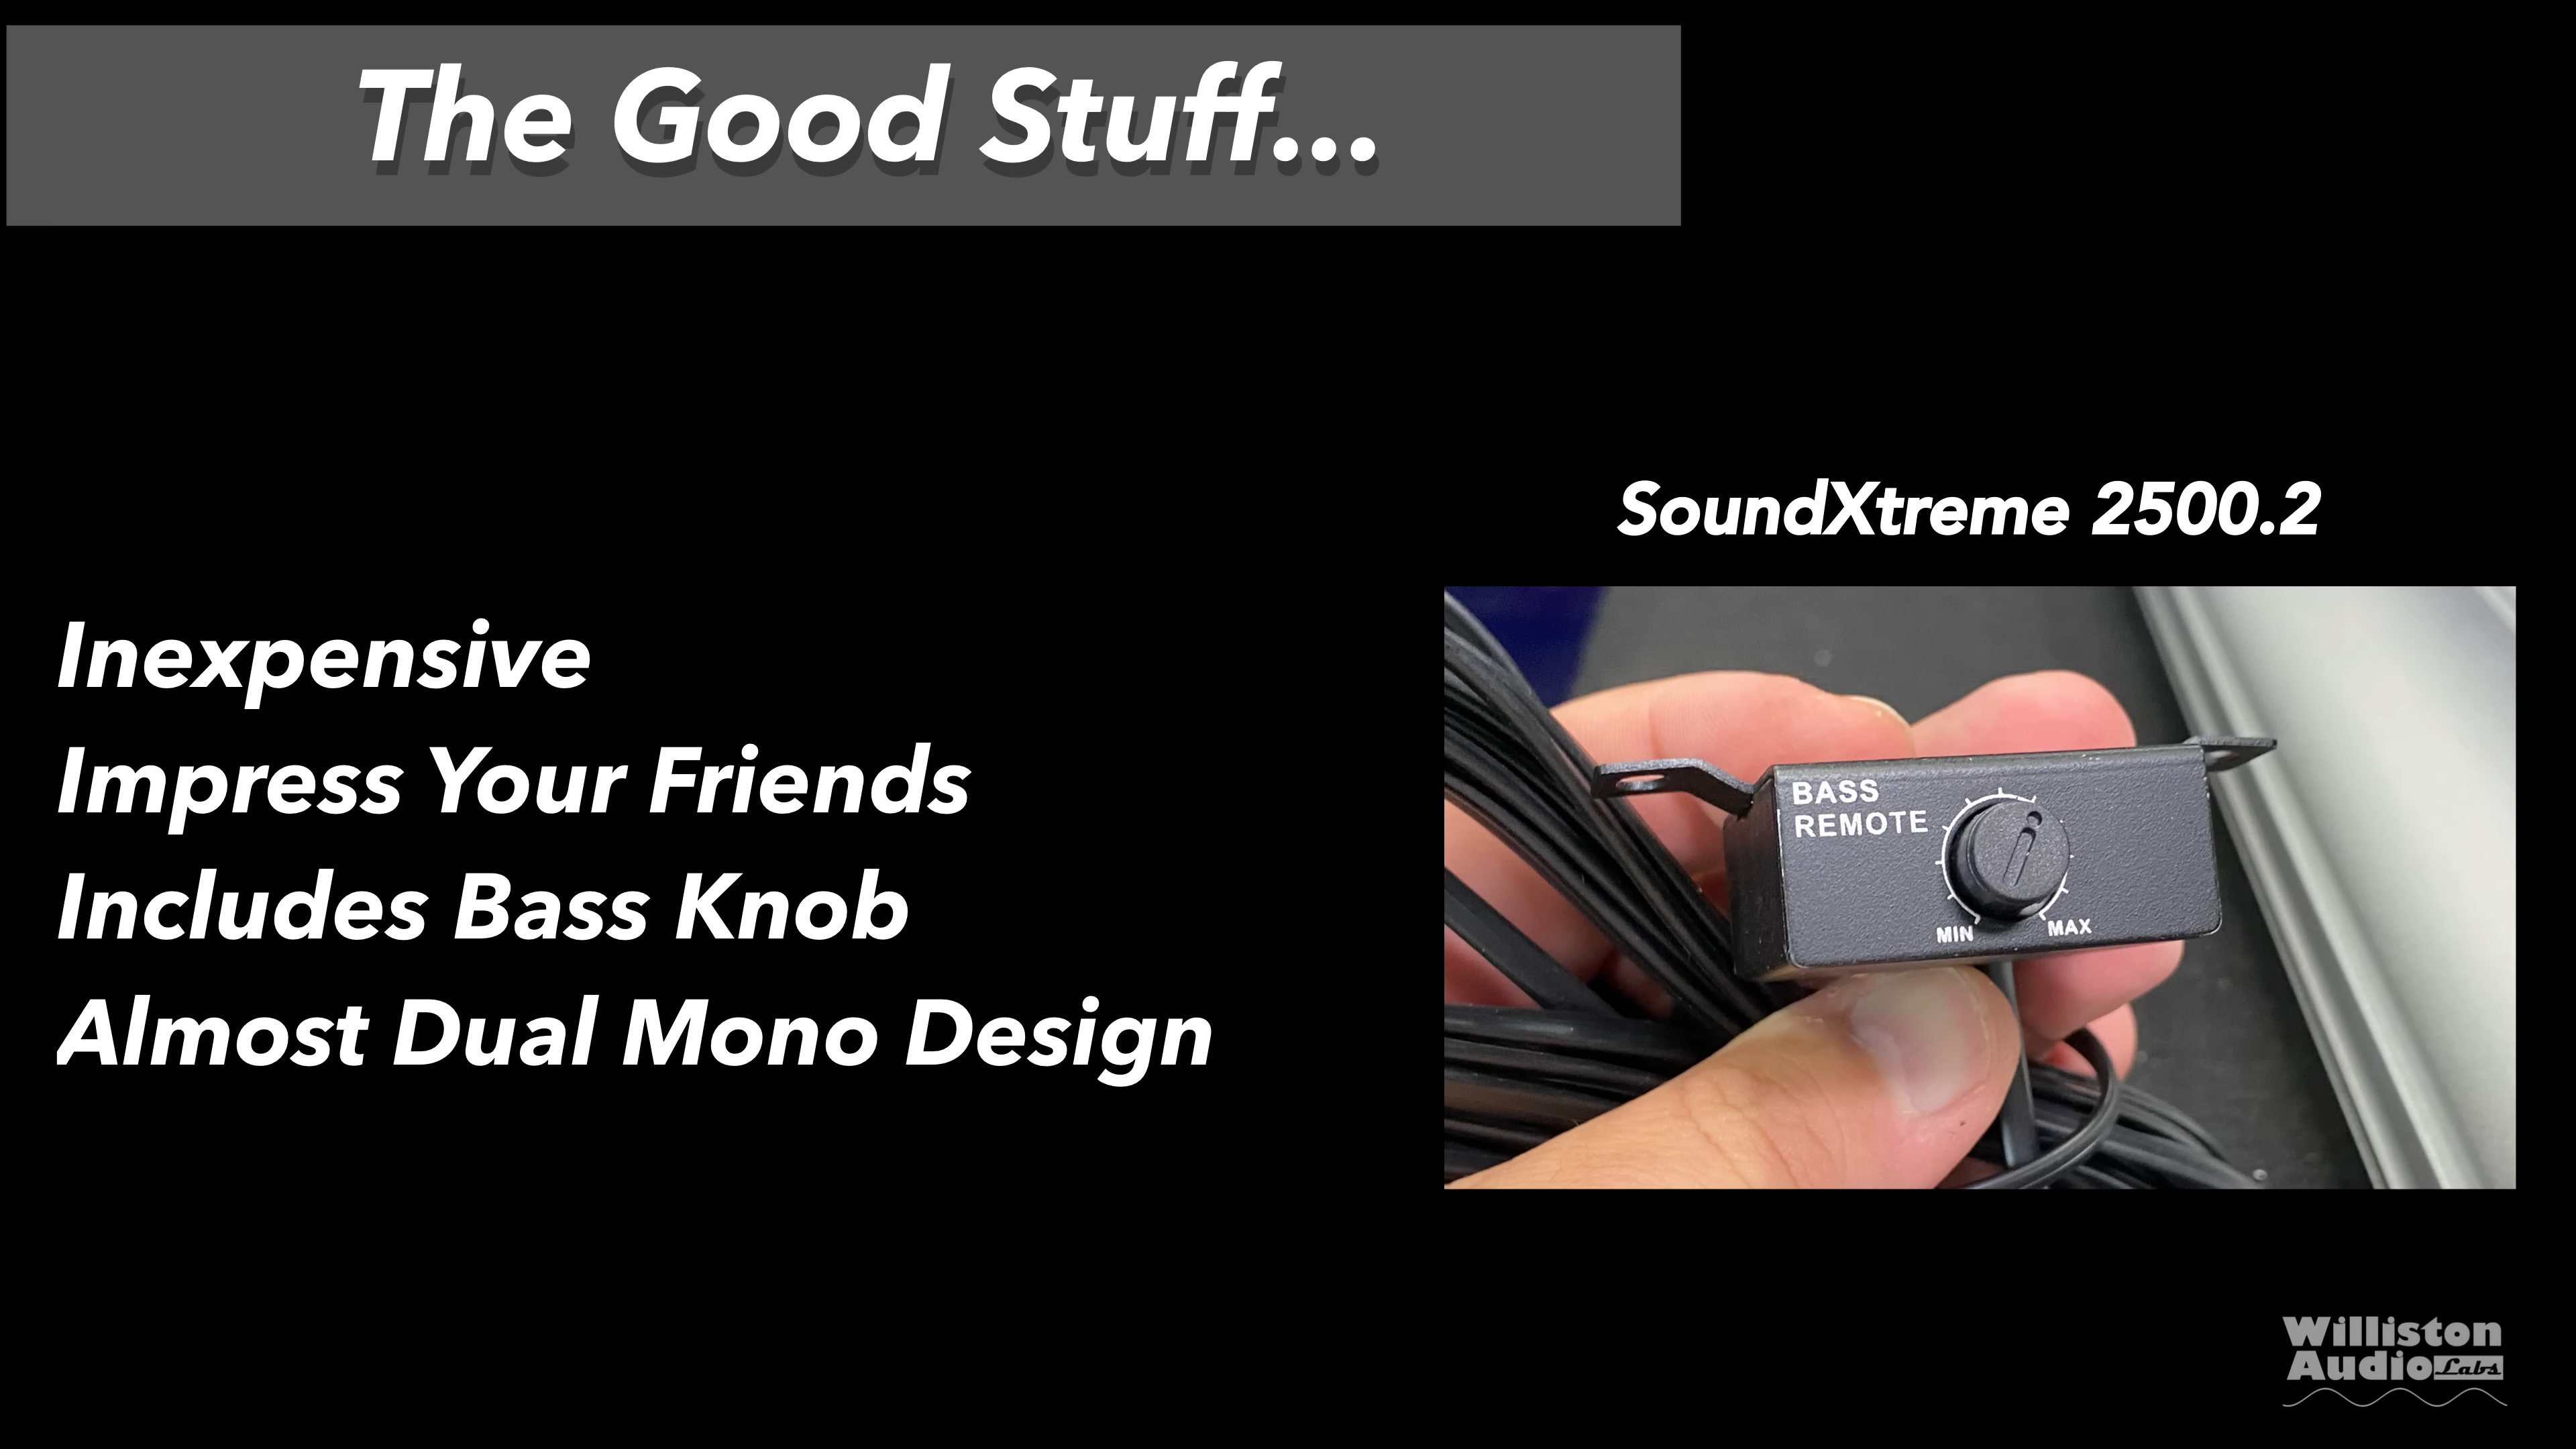 The Good Stuff...
SoundXtreme 2500.2
Inexpensive
Impress Your Friends
Includes Bass Knob
Almost Dual Mono Design
BASS
REMOTE
MIN MAX
Williston
Audio Labs